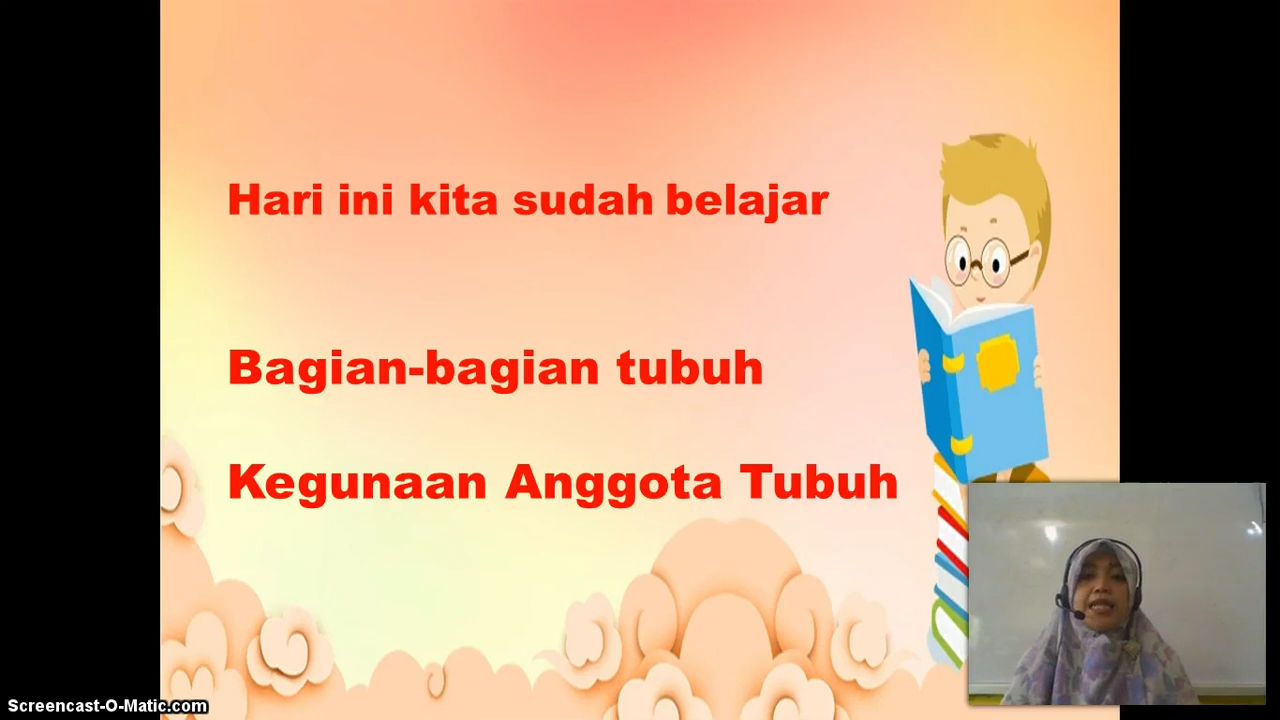 Hari ini kita sudah belajar
Bagian-bagian tubuh
Kegunaan Anggota Tubuh
Screencast-O-Matic.com